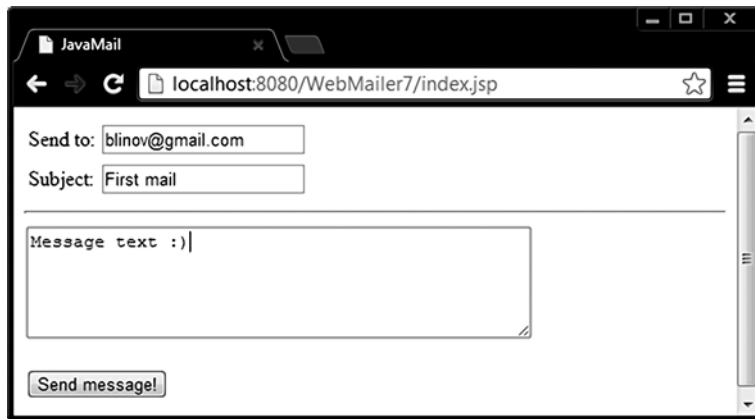 JavaMail
localhost:8080/WebMailer7/index.jsp
Send to: blinov@gmail.com
Subject: First mail
Message text :)
Send message!